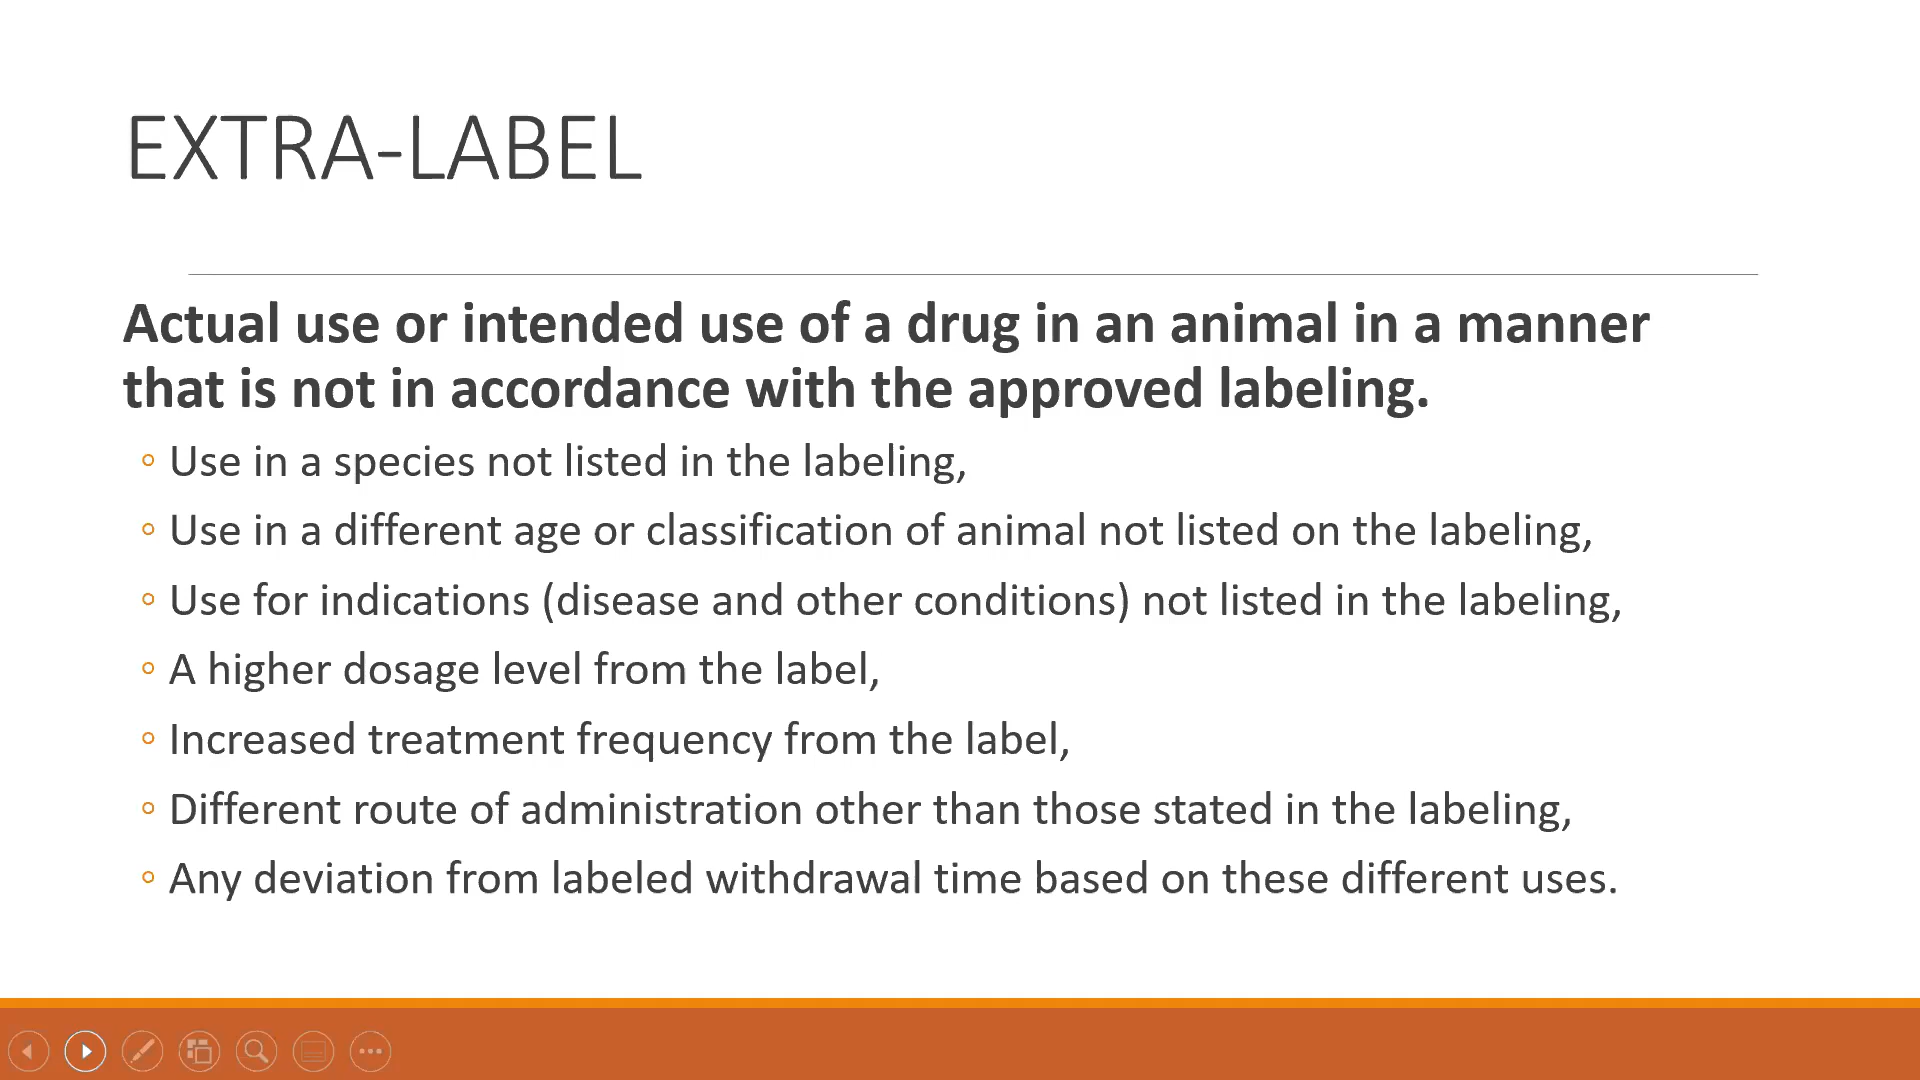 EXTRA-LABEL
Actual use or intended use of a drug in an animal in a manner
that is not in accordance with the approved labeling.
◦ Use in a species not listed in the labeling,
◦ Use in a different age or classification of animal not listed on the labeling,
◦ Use for indications (disease and other conditions) not listed in the labeling,
◦ A higher dosage level from the label,
◦ Increased treatment frequency from the label,
◦ Different route of administration other than those stated in the labeling,
◦ Any deviation from labeled withdrawal time based on these different uses.